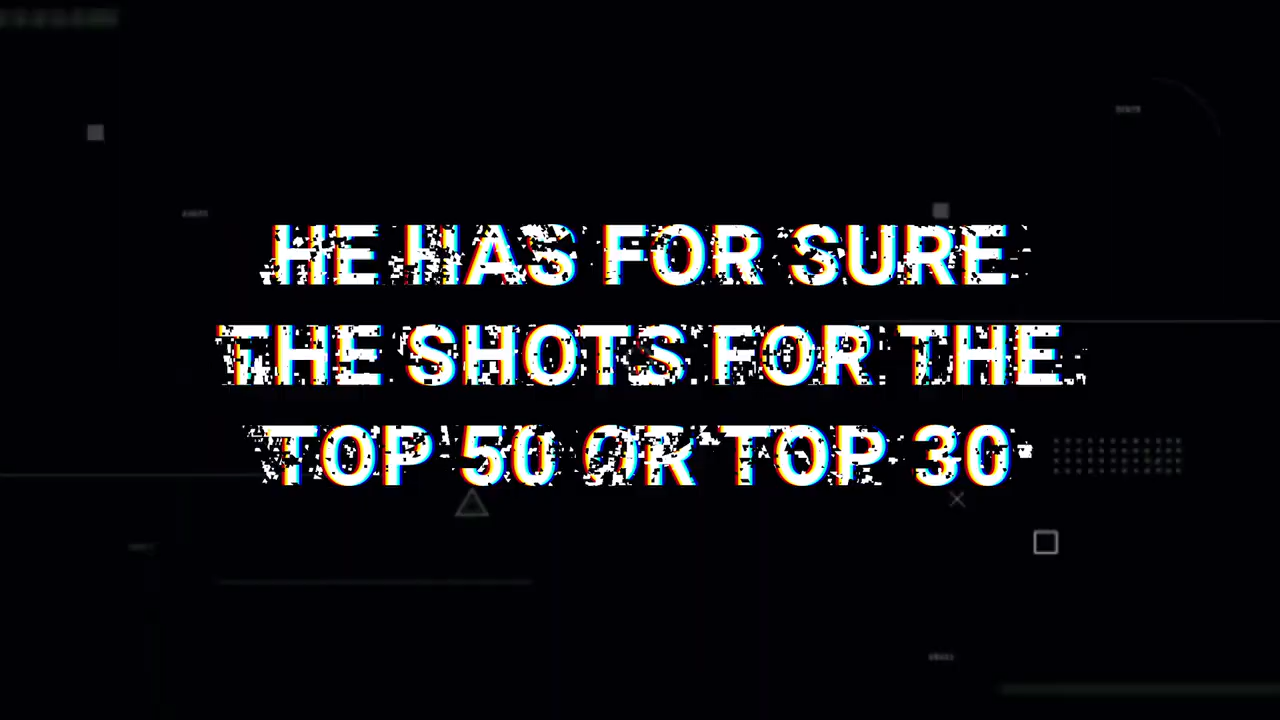 HE HAS FOR SURE
THE SHOTS FOR THE
TOP 50 OR TOP 30